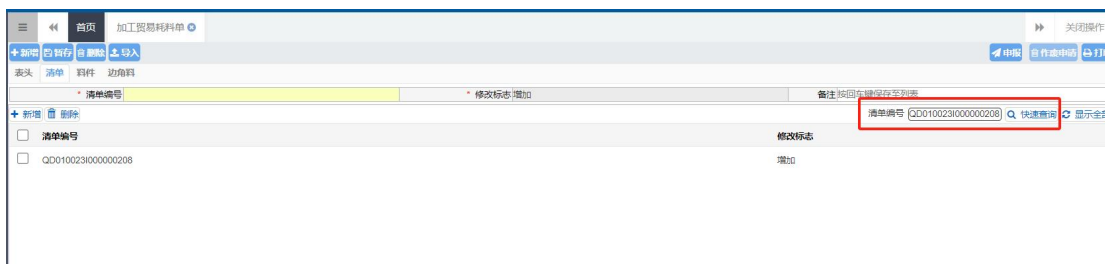 首页 加工贸易耗料单 关闭操作
新增 暂存 删除 导入 申报 作废申请 打印
表头 清单 料件 边角料
* 清单编号 * 修改标志 增加 备注 按回车键保存至列表
新增 删除 清单编号 QD010023I000000208 快速查询 显示全部
清单编号 修改标志
QD010023I000000208 增加